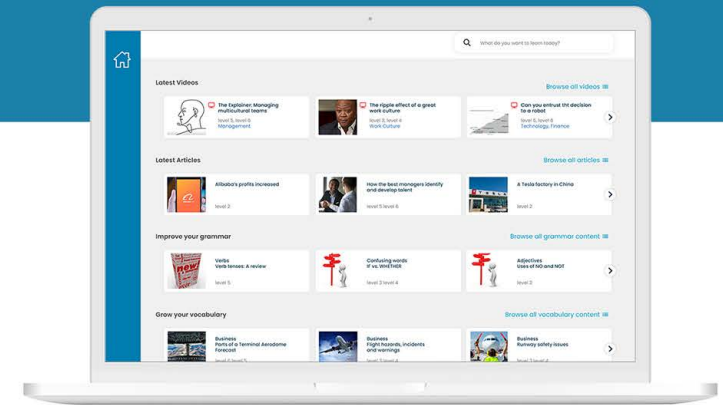 What do you want to learn today?
Latest Videos
Browse all videos
The Explainer: Managing
multicultural teams
level 5, level 6
Management
The ripple effect of a great
work culture
level 3, level 4
Work Culture
Can you entrust tht decision
to a robot
level 5, level 6
Technology, Finance
Latest Articles
Browse all articles
Alibaba's profits increased
level 2
How the best managers identify
and develop talent
level 5 level 6
A Tesla factory in China
level 2
Improve your grammar
Browse all grammar content
new!
Verbs
Verb tenses: A review
level 5
Confusing words
IF vs. WHETHER
level 3 level 4
Adjectives
Uses of NO and NOT
level 3
Grow your vocabulary
Browse all vocabulary content
Business
Parts of a Terminal Aerodome
Forecast
Business
Flight hazards, incidents
and warnings
Business
Runway safety issues